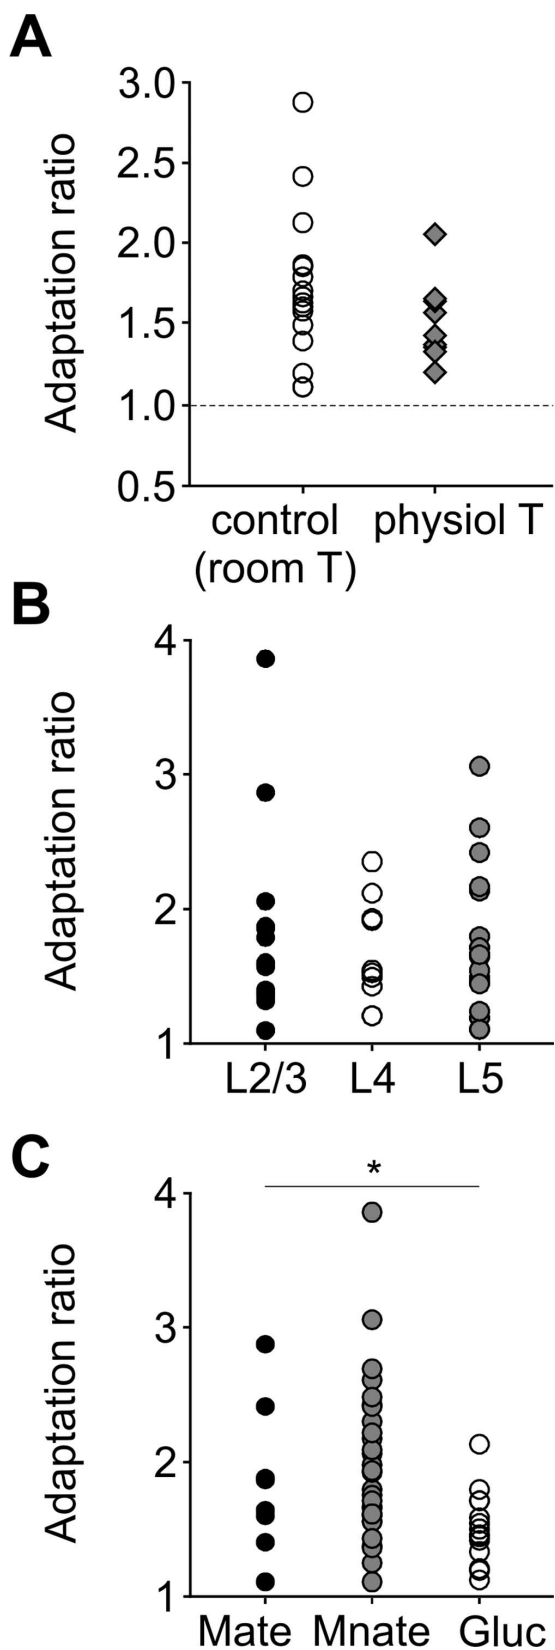 A
Adaptation ratio
3.0
2.5
2.0
1.5
1.0
0.5
control physiol T
(room T)
B
Adaptation ratio
4
3
2
1
L2/3 L4 L5
C
Adaptation ratio
*
4
3
2
1
Mate Mnate Gluc